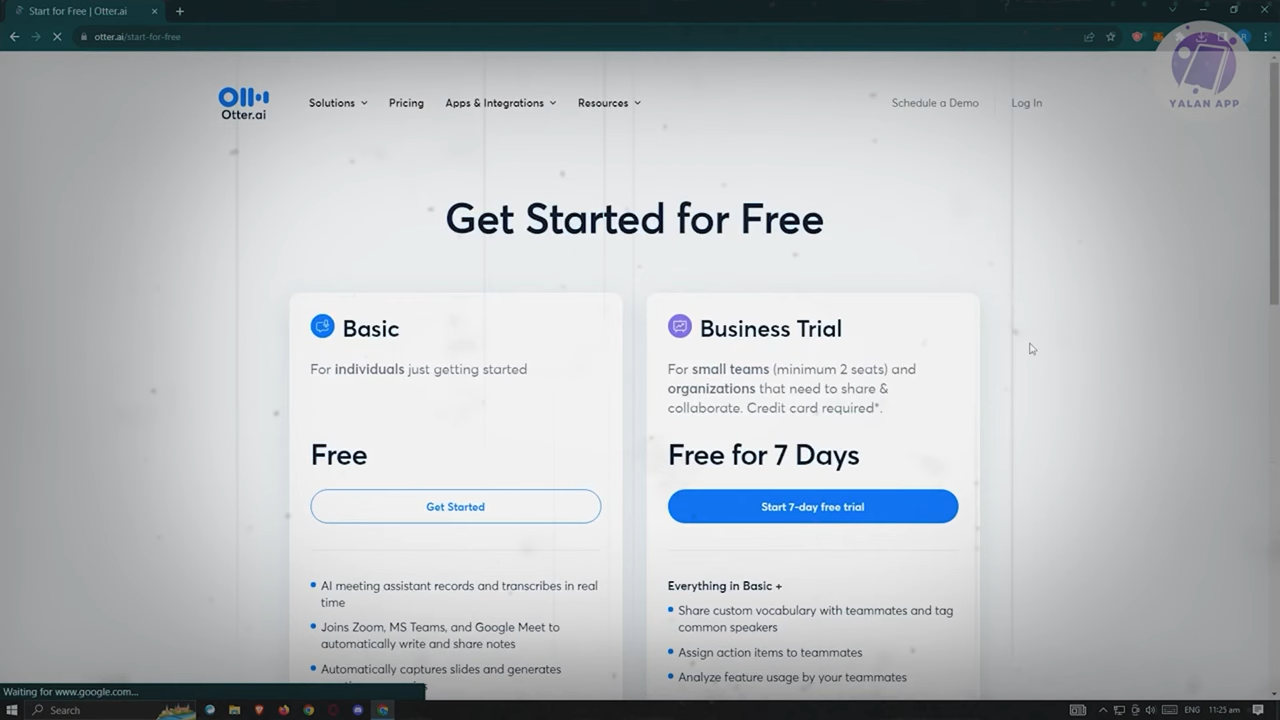 Start for Free | Otter.ai
otter.ai/start-for-free
YALAN APP
Otter.ai
Solutions
Pricing
Apps & Integrations
Resources
Schedule a Demo
Log In
Get Started for Free
Basic
For individuals just getting started
Free
Get Started
AI meeting assistant records and transcribes in real
time
Joins Zoom, MS Teams, and Google Meet to
automatically write and share notes
Automatically captures slides and generates
Business Trial
For small teams (minimum 2 seats) and
organizations that need to share &
collaborate. Credit card required*.
Free for 7 Days
Start 7-day free trial
Everything in Basic +
Share custom vocabulary with teammates and tag
common speakers
Assign action items to teammates
Analyze feature usage by your teammates
Waiting for www.google.com...
Search
ENG
11:25 am